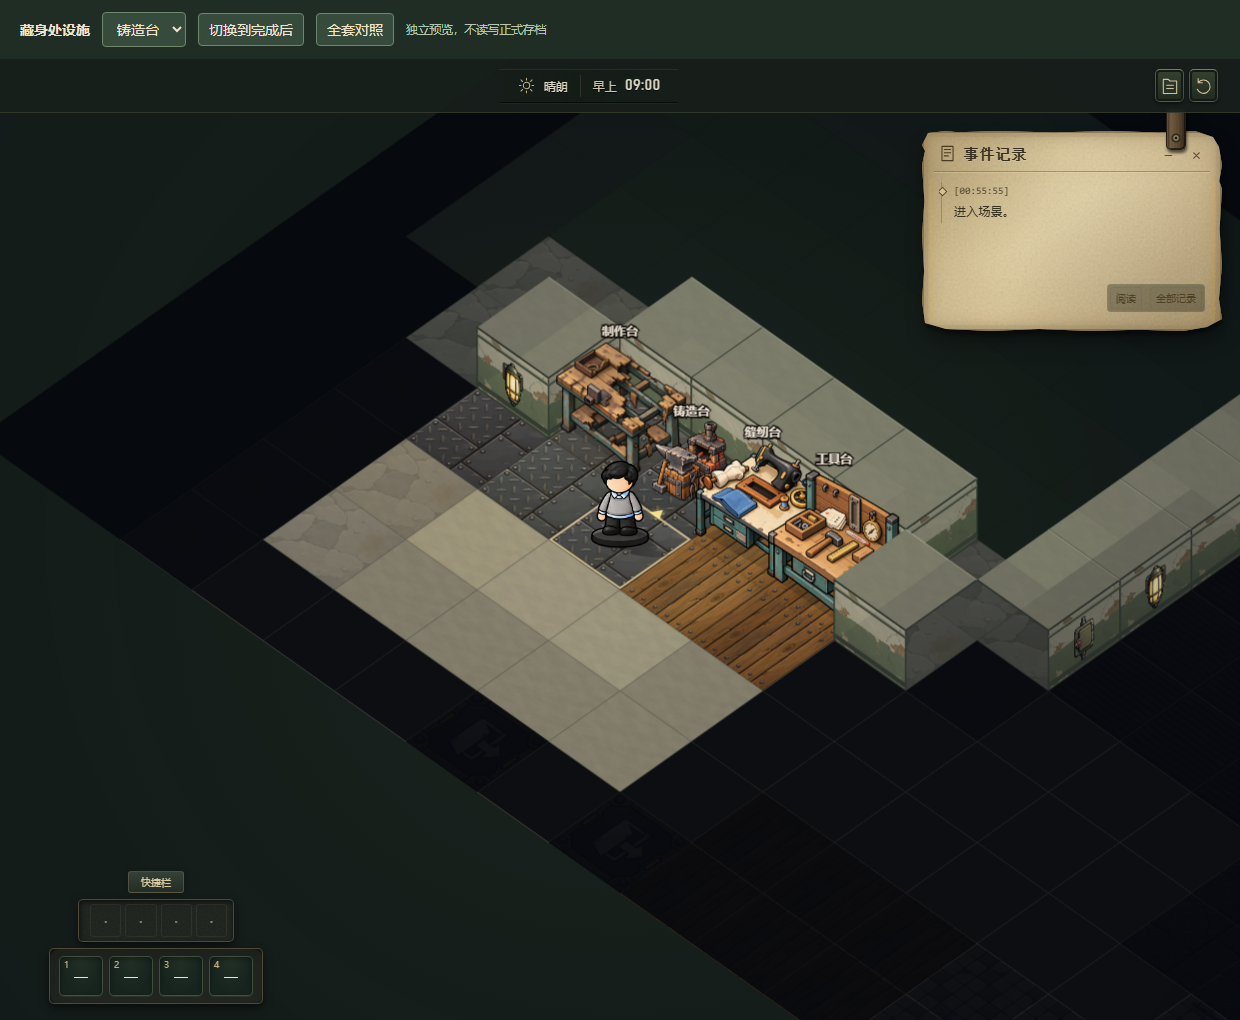 藏身处设施 铸造台 切换到完成后 全套对照 独立预览，不读写正式存档
晴朗 早上 09:00
事件记录
[00:55:55]
进入场景。
阅读 全部记录
制作台
铸造台
缝纫台
工具台
快捷栏
1 2 3 4